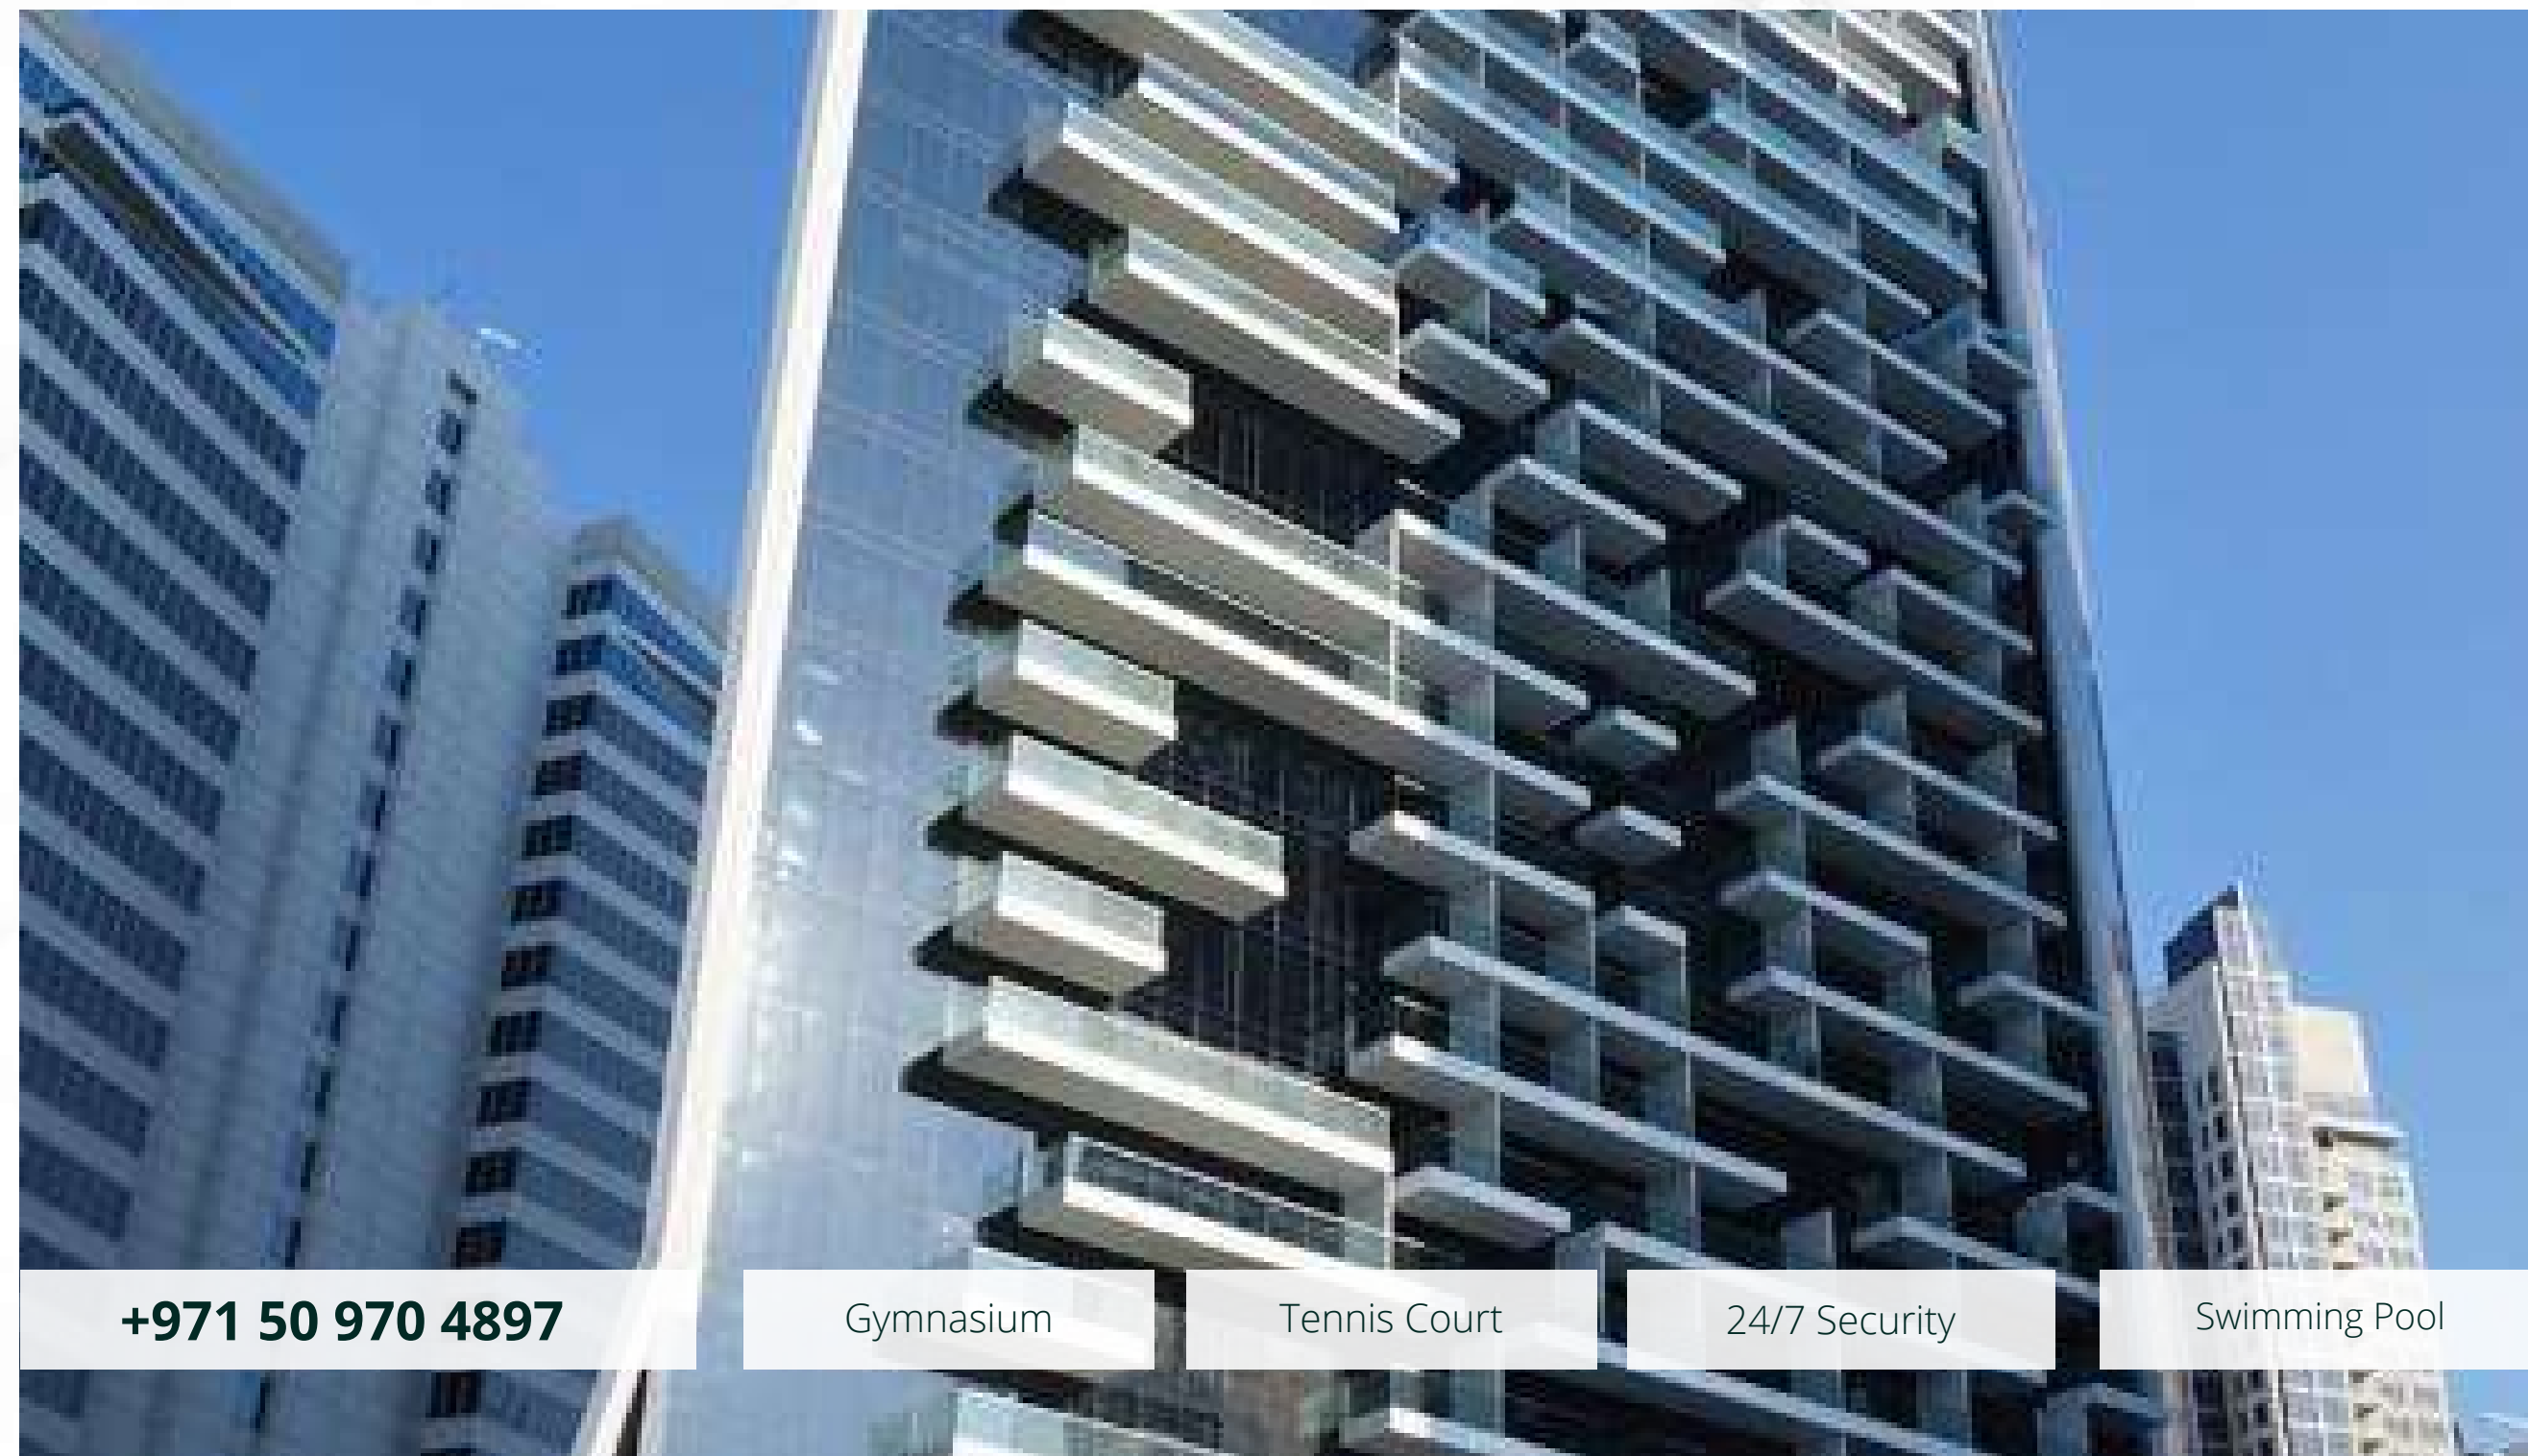 +971 50 970 4897
Gymnasium
Tennis Court
24/7 Security
Swimming Pool